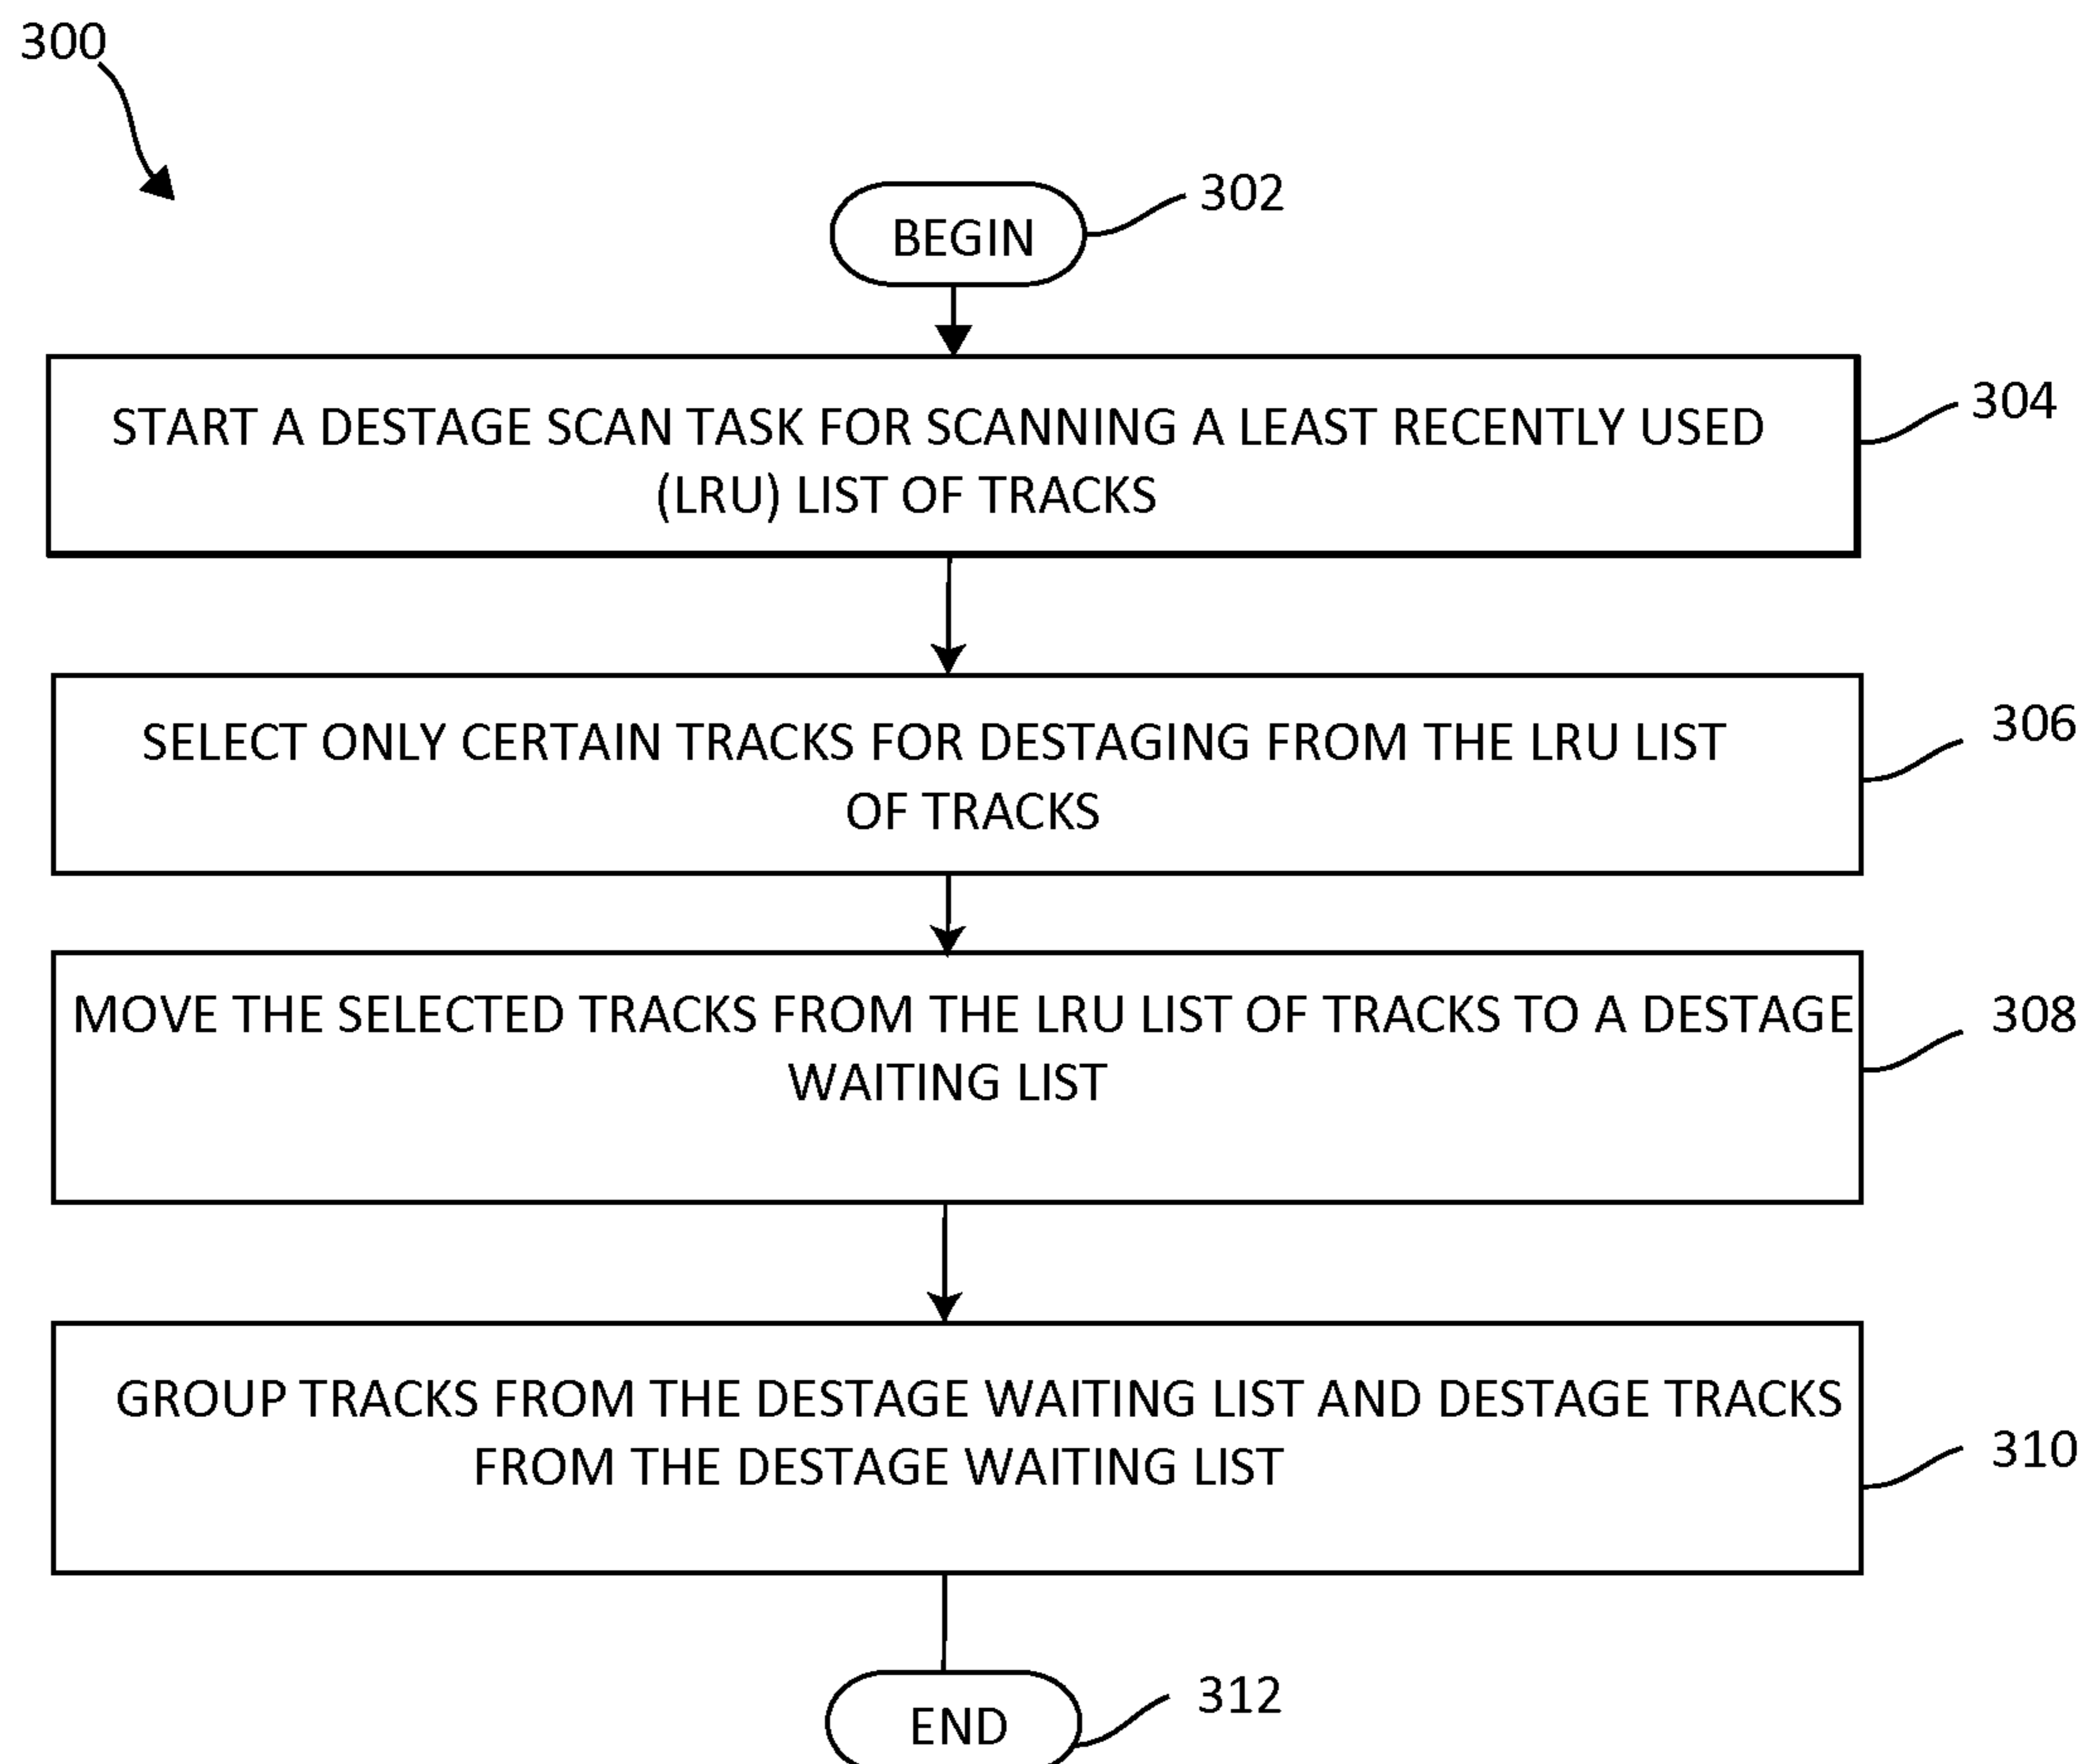 300
BEGIN
302
START A DESTAGE SCAN TASK FOR SCANNING A LEAST RECENTLY USED
(LRU) LIST OF TRACKS
304
SELECT ONLY CERTAIN TRACKS FOR DESTAGING FROM THE LRU LIST
OF TRACKS
306
MOVE THE SELECTED TRACKS FROM THE LRU LIST OF TRACKS TO A DESTAGE
WAITING LIST
308
GROUP TRACKS FROM THE DESTAGE WAITING LIST AND DESTAGE TRACKS
FROM THE DESTAGE WAITING LIST
310
END
312